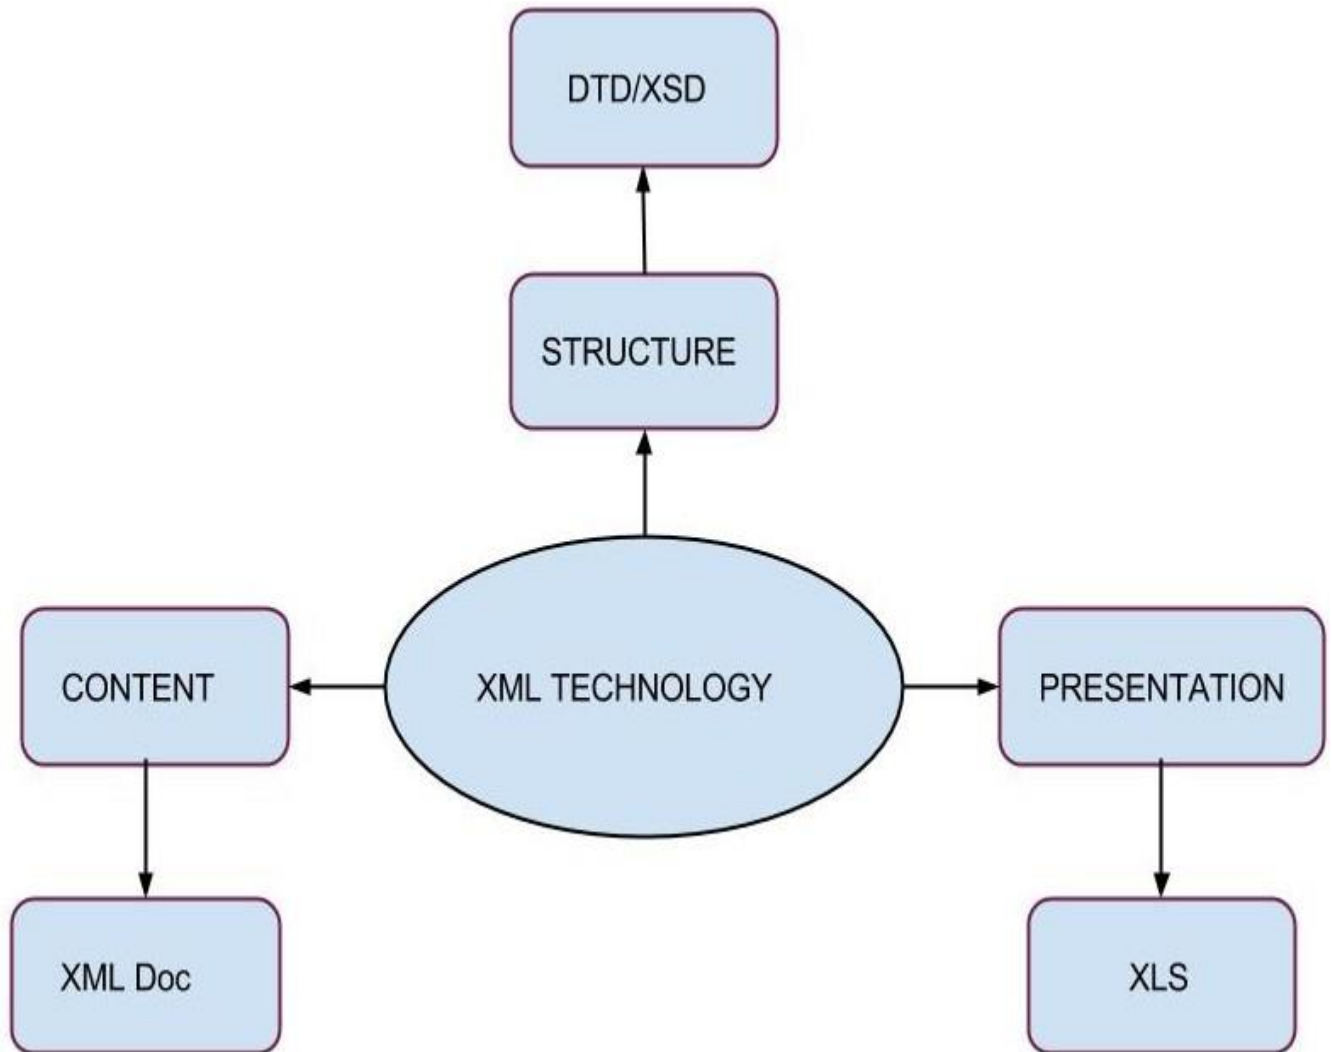 DTD/XSD
STRUCTURE
CONTENT
XML TECHNOLOGY
PRESENTATION
XML Doc
XLS